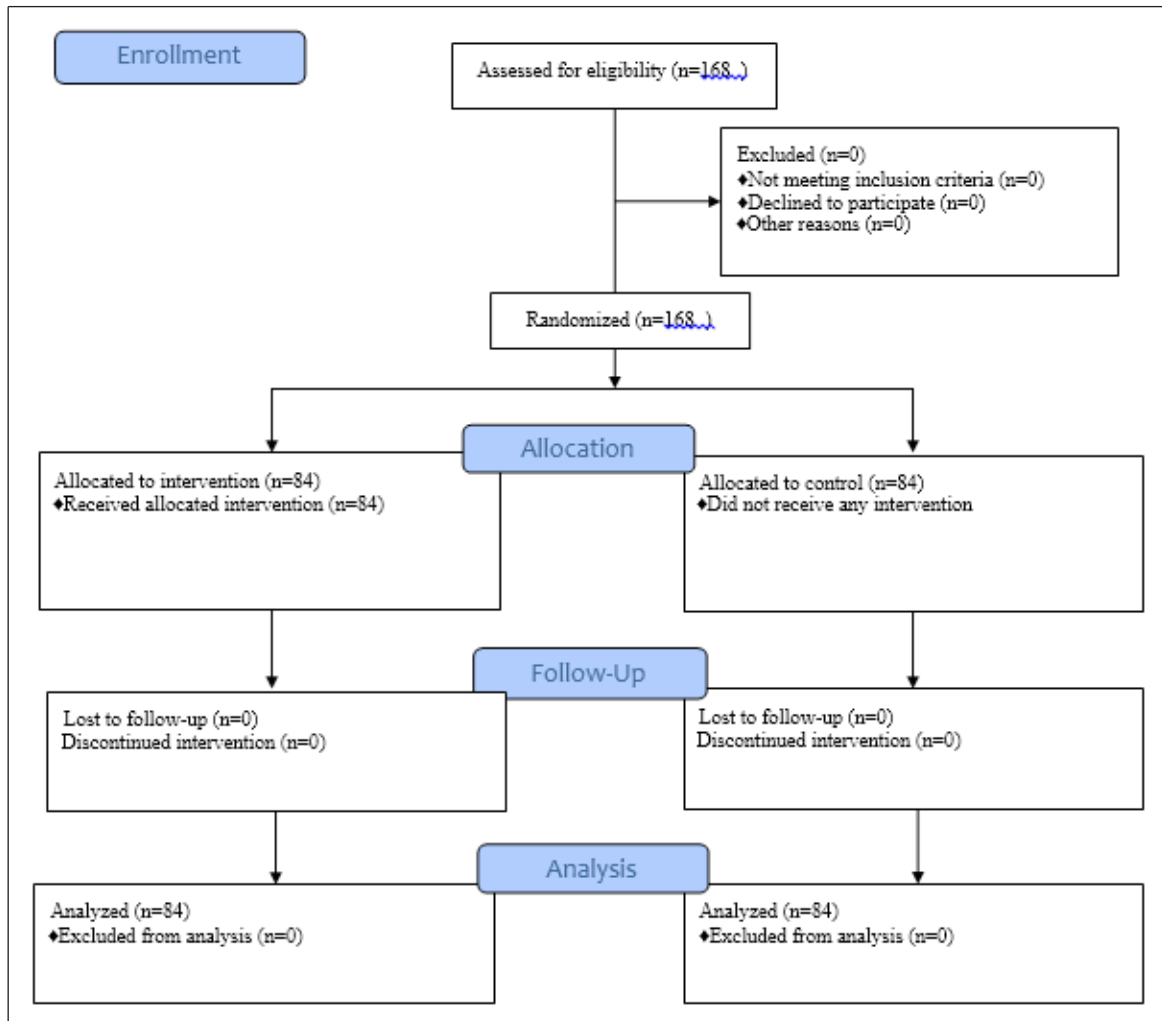 Enrollment
Assessed for eligibility (n=168 )
Excluded (n=0)
♦Not meeting inclusion criteria (n=0)
♦Declined to participate (n=0)
♦Other reasons (n=0)
Randomized (n=168 )
Allocation
Allocated to intervention (n=84)
♦Received allocated intervention (n=84)
Allocated to control (n=84)
♦Did not receive any intervention
Follow-Up
Lost to follow-up (n=0)
Discontinued intervention (n=0)
Lost to follow-up (n=0)
Discontinued intervention (n=0)
Analysis
Analyzed (n=84)
♦Excluded from analysis (n=0)
Analyzed (n=84)
♦Excluded from analysis (n=0)